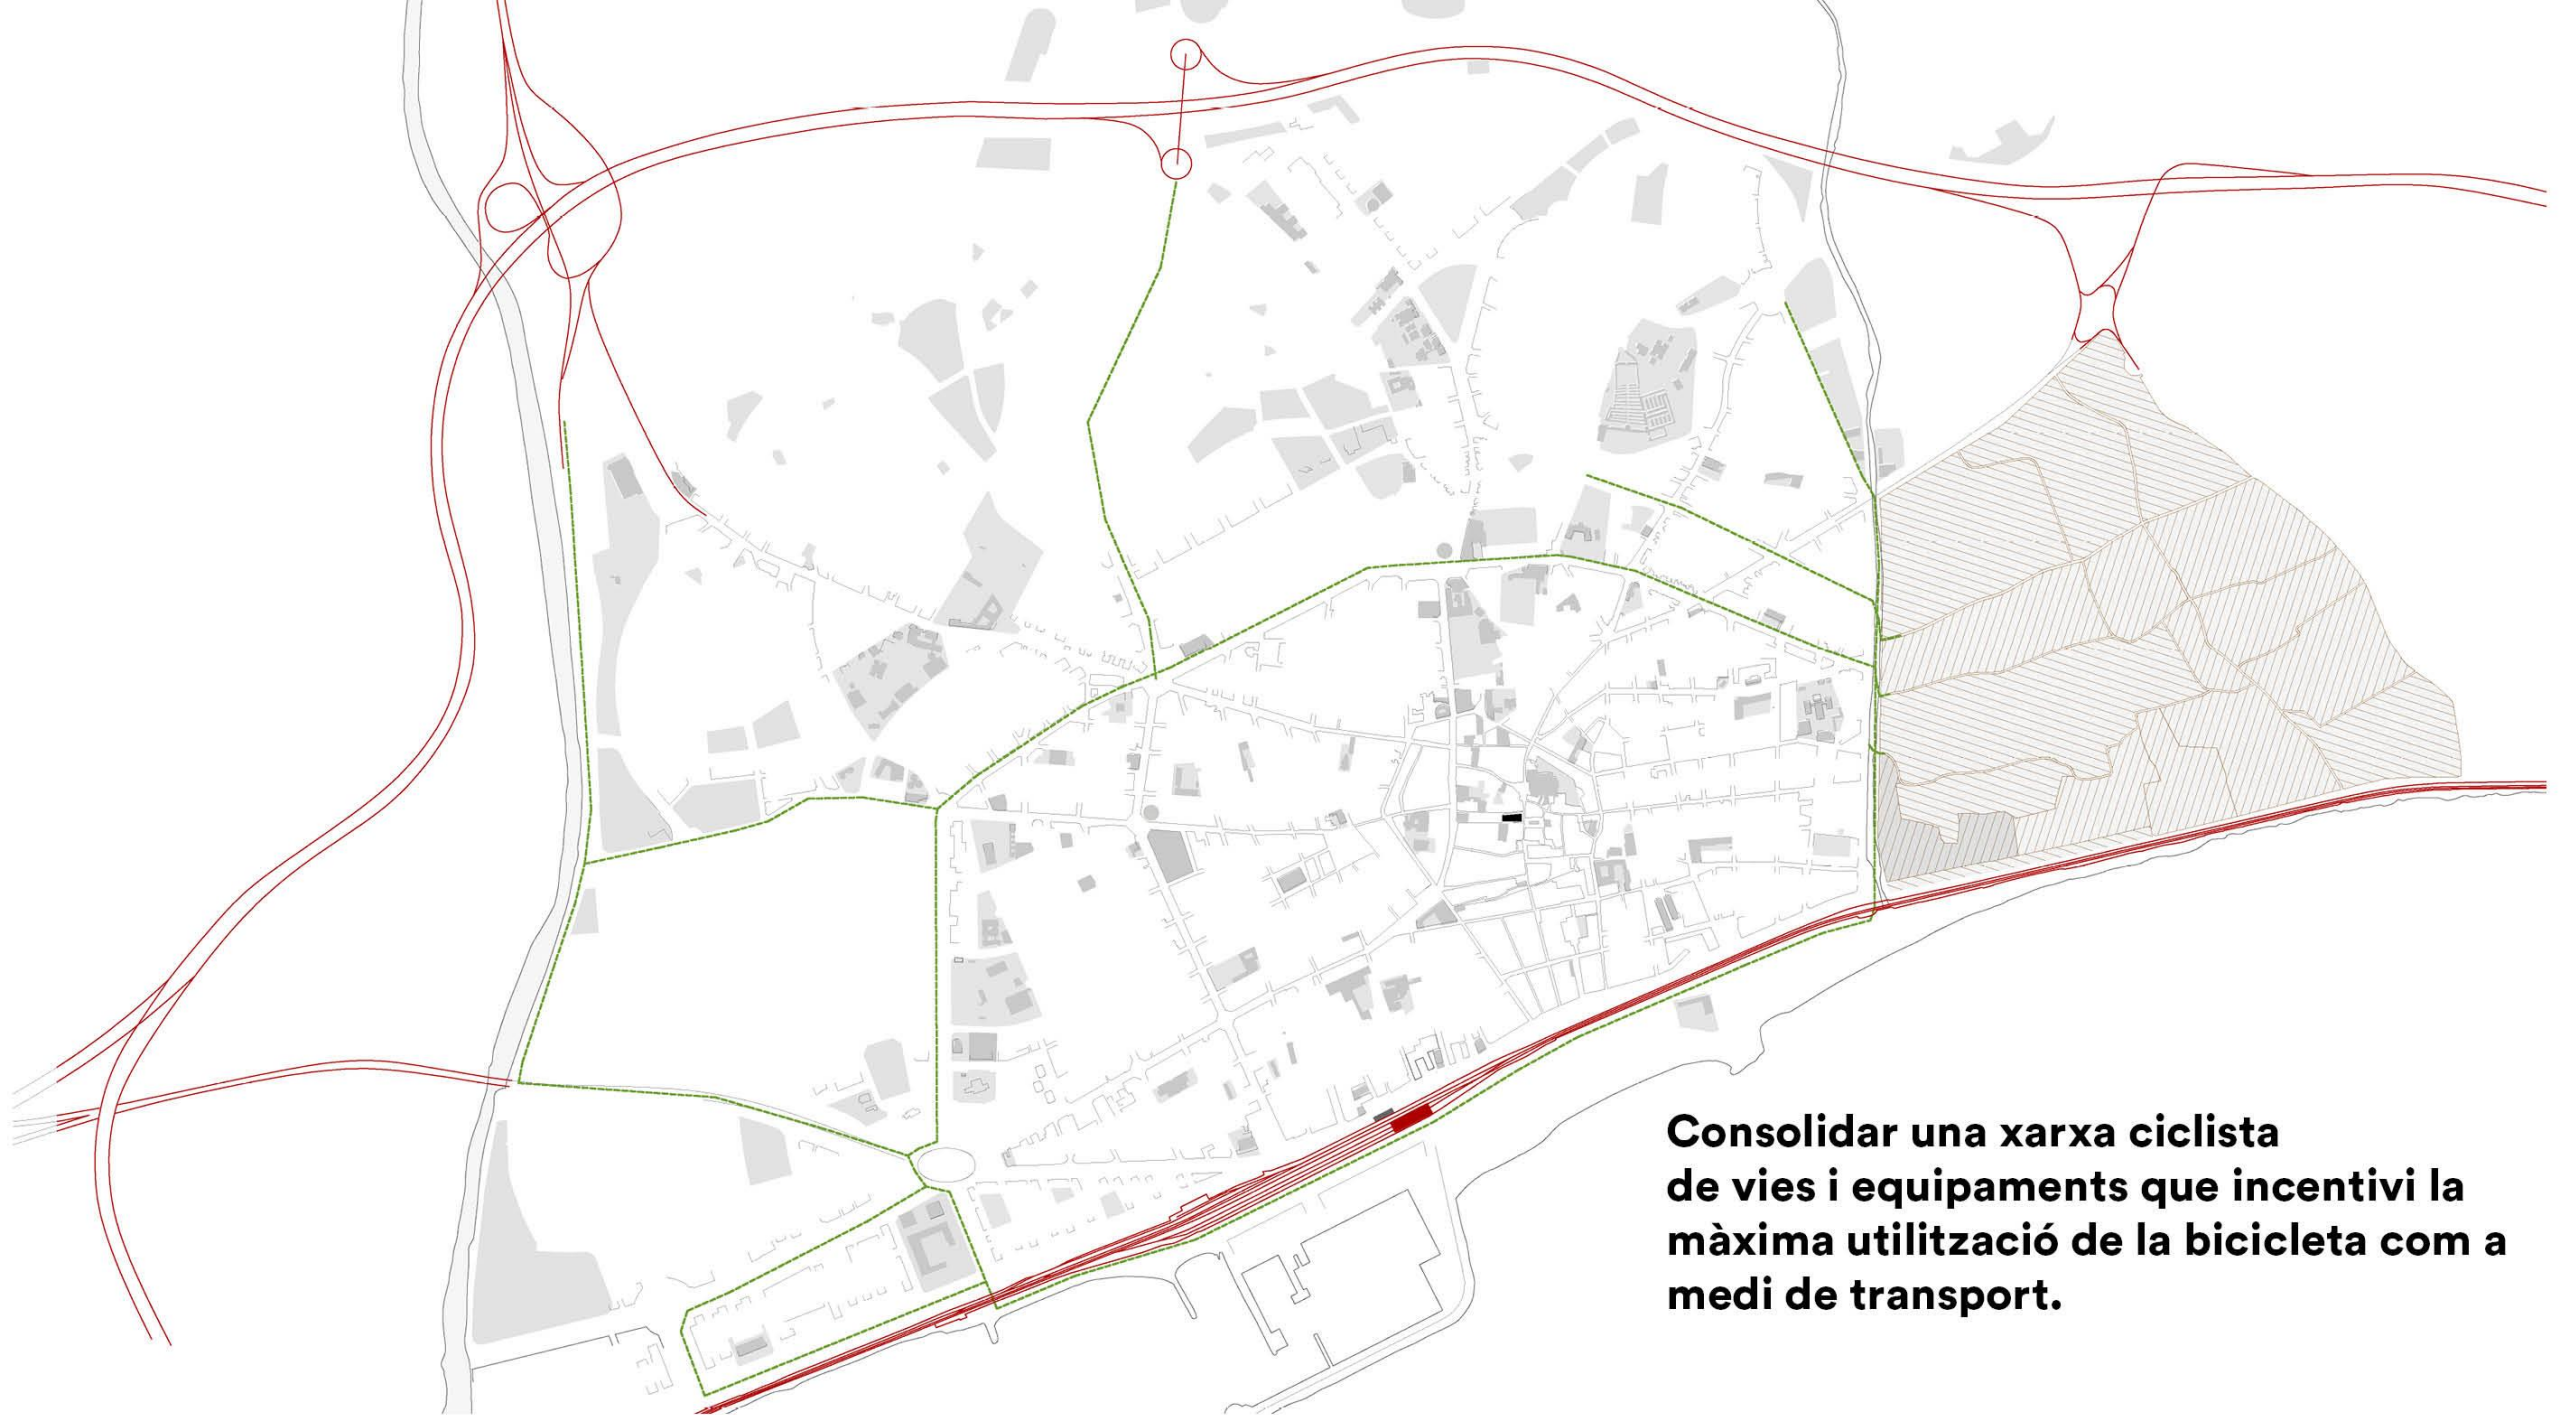 Consolidar una xarxa ciclista
de vies i equipaments que incentivi la
màxima utilització de la bicicleta com a
medi de transport.